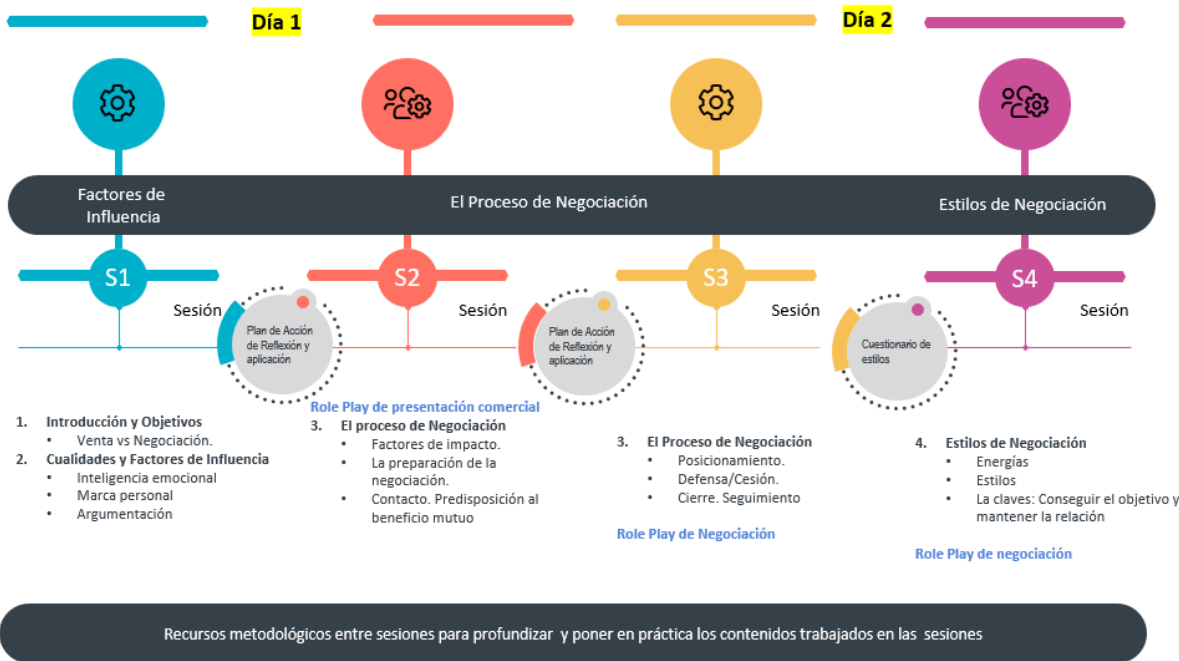 Día 1
Día 2
Factores de
Influencia
El Proceso de Negociación
Estilos de Negociación
S1
Sesión
Plan de Acción
de Reflexión y
aplicación
S2
Sesión
Plan de Acción
de Reflexión y
aplicación
S3
Sesión
Cuestionario de
estilos
S4
Sesión
1. Introducción y Objetivos
• Venta vs Negociación.
2. Cualidades y Factores de Influencia
• Inteligencia emocional
• Marca personal
• Argumentación
Role Play de presentación comercial
3. El proceso de Negociación
• Factores de impacto.
• La preparación de la
negociación.
• Contacto. Predisposición al
beneficio mutuo
3. El Proceso de Negociación
• Posicionamiento.
• Defensa/Cesión.
• Cierre. Seguimiento
Role Play de Negociación
4. Estilos de Negociación
• Energías
• Estilos
• La claves: Conseguir el objetivo y
mantener la relación
Role Play de negociación
Recursos metodológicos entre sesiones para profundizar y poner en práctica los contenidos trabajados en las sesiones